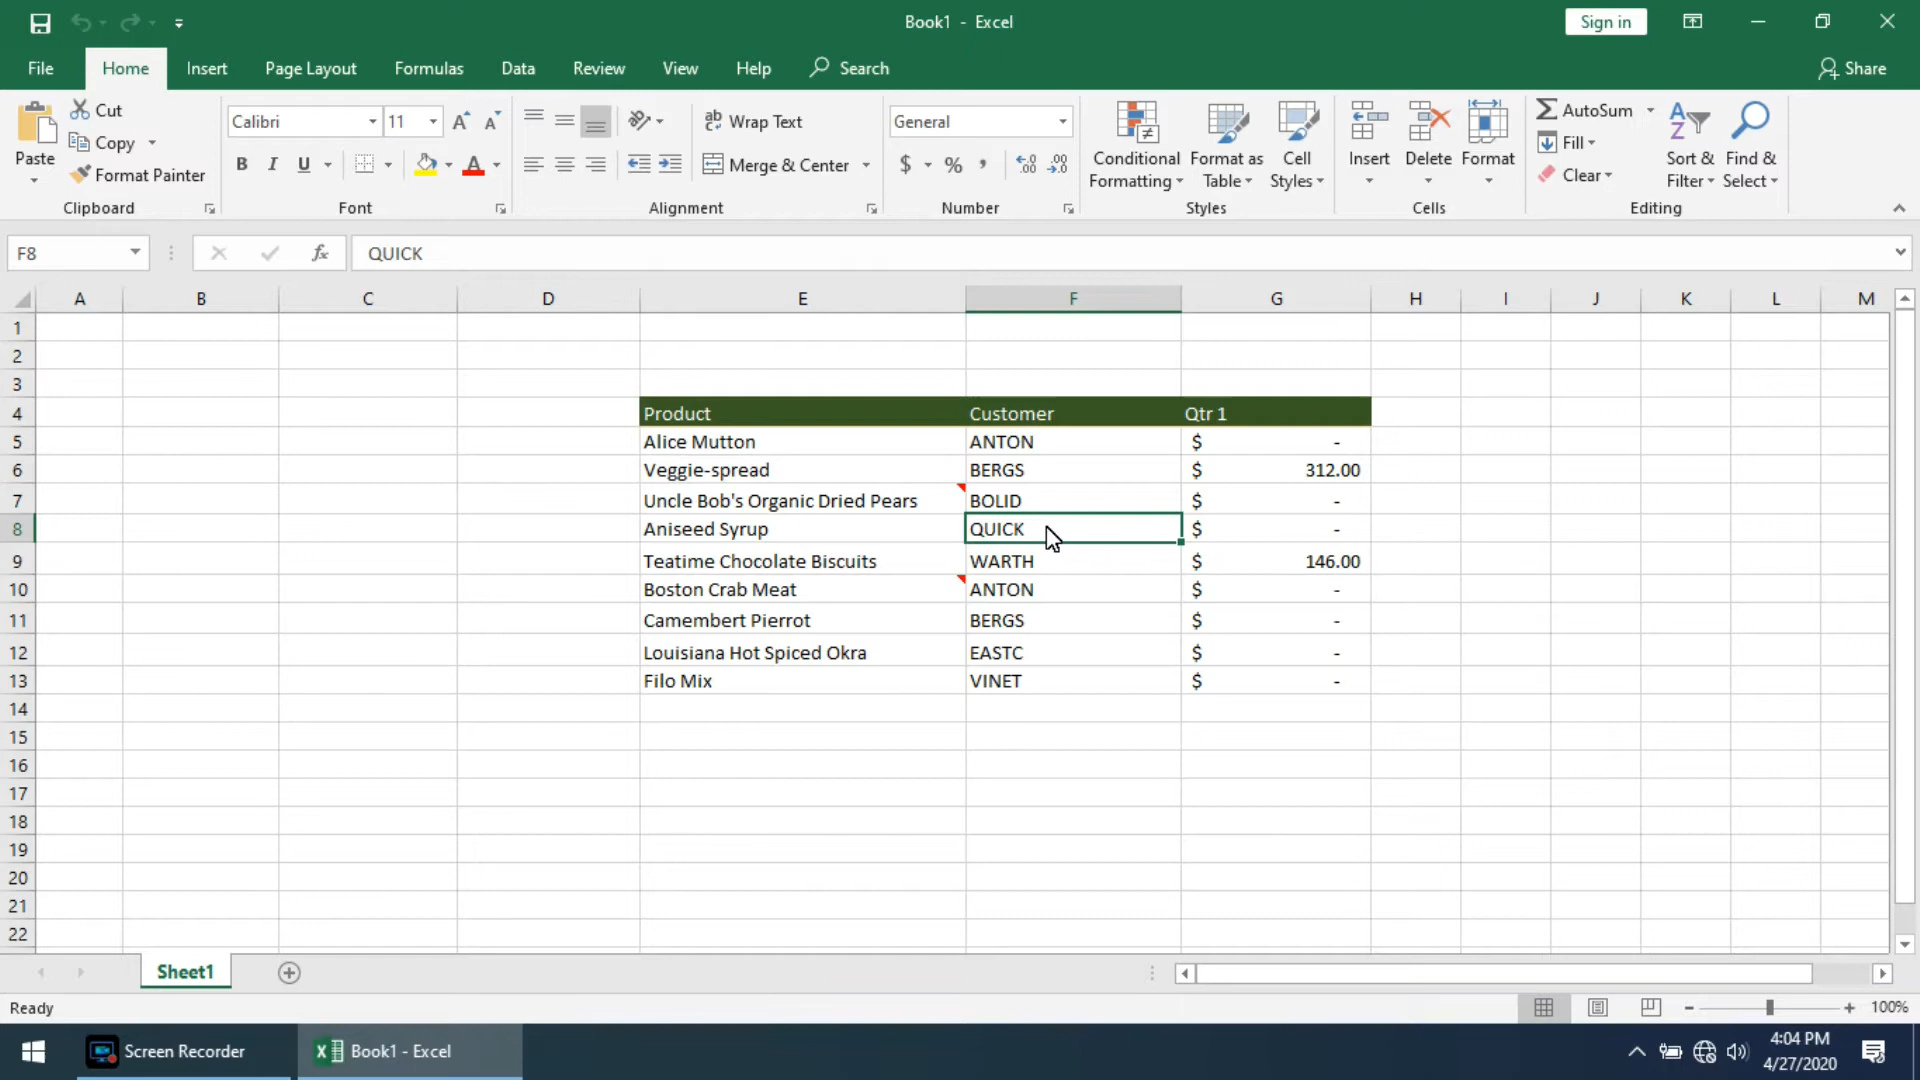 Book1 - Excel
Sign in
File Home Insert Page Layout Formulas Data Review View Help Search Share
Paste
Cut
Copy
Format Painter
Clipboard
Calibri 11
A A
B I U A
Font
ab Wrap Text
Merge & Center
Alignment
General
$ % , .00 .00
Number
Conditional Formatting
Format as Table
Cell Styles
Styles
Insert Delete Format
Cells
AutoSum
Fill
Clear
Sort & Filter
Find & Select
Editing
F8 fx QUICK
A B C D E F G H I J K L M
1
2
3
4 Product Customer Qtr 1
5 Alice Mutton ANTON $ -
6 Veggie-spread BERGS $ 312.00
7 Uncle Bob's Organic Dried Pears BOLID $ -
8 Aniseed Syrup QUICK $ -
9 Teatime Chocolate Biscuits WARTH $ 146.00
10 Boston Crab Meat ANTON $ -
11 Camembert Pierrot BERGS $ -
12 Louisiana Hot Spiced Okra EASTC $ -
13 Filo Mix VINET $ -
14
15
16
17
18
19
20
21
22
Sheet1
Ready 100%
Screen Recorder Book1 - Excel 4:04 PM
4/27/2020